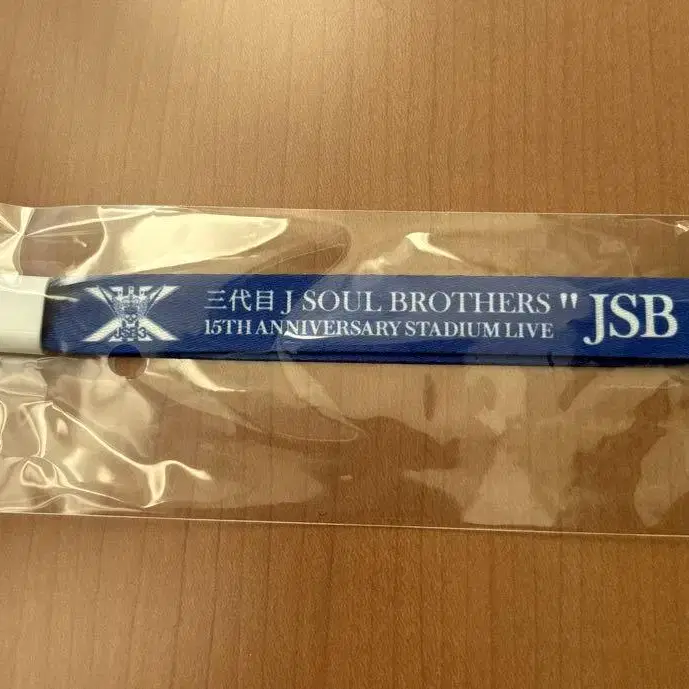 三代目 J SOUL BROTHERS " JSB
15TH ANNIVERSARY STADIUM LIVE